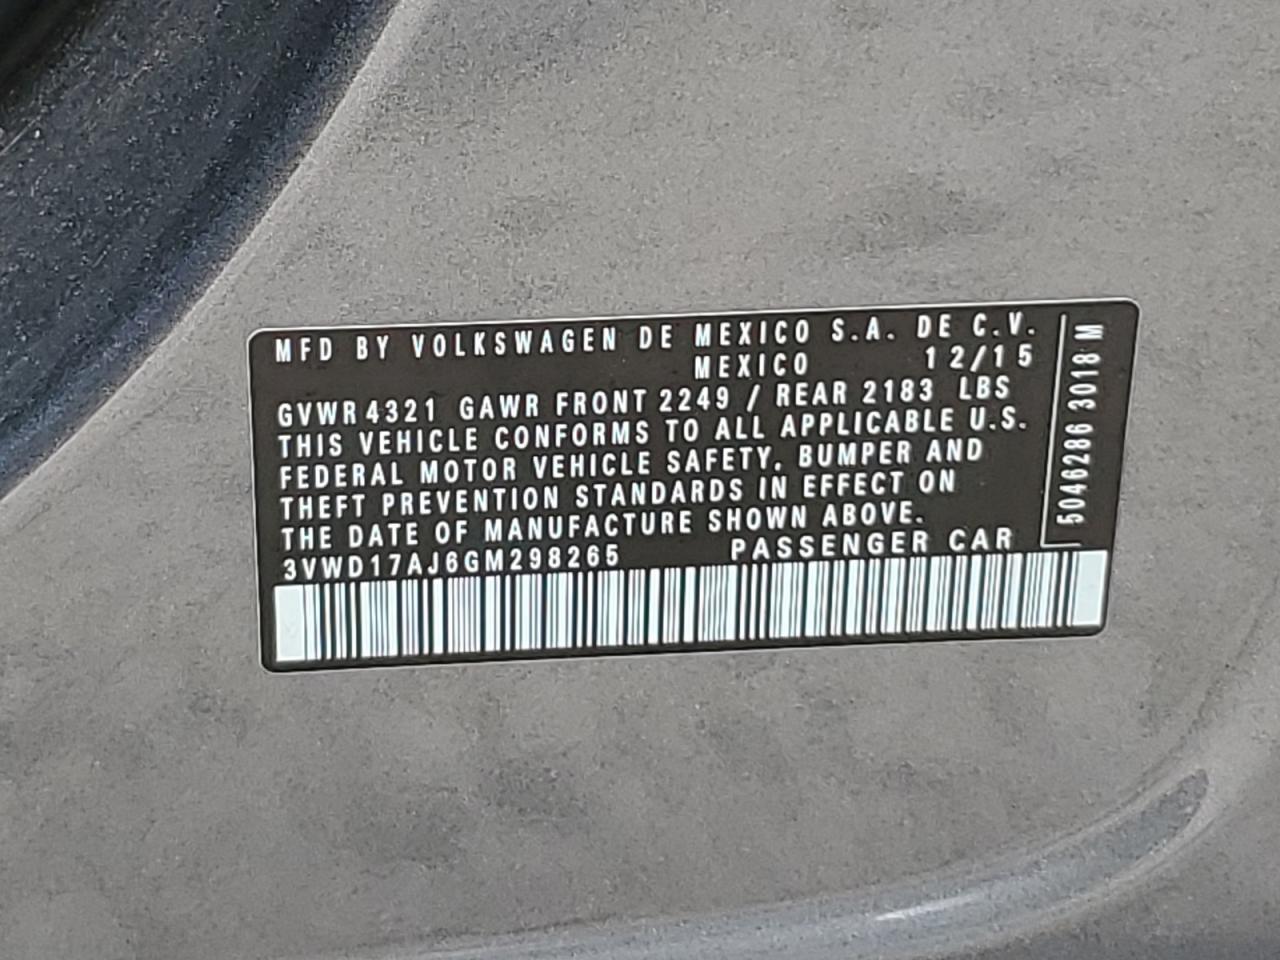 MFD BY VOLKSWAGEN DE MEXICO S.A. DE C.V.
MEXICO 12/15
GVWR 4321 GAWR FRONT 2249 / REAR 2183 LBS
THIS VEHICLE CONFORMS TO ALL APPLICABLE U.S.
FEDERAL MOTOR VEHICLE SAFETY, BUMPER AND
THEFT PREVENTION STANDARDS IN EFFECT ON
THE DATE OF MANUFACTURE SHOWN ABOVE.
3VWD17AJ6GM298265 PASSENGER CAR
5046286 3018 M